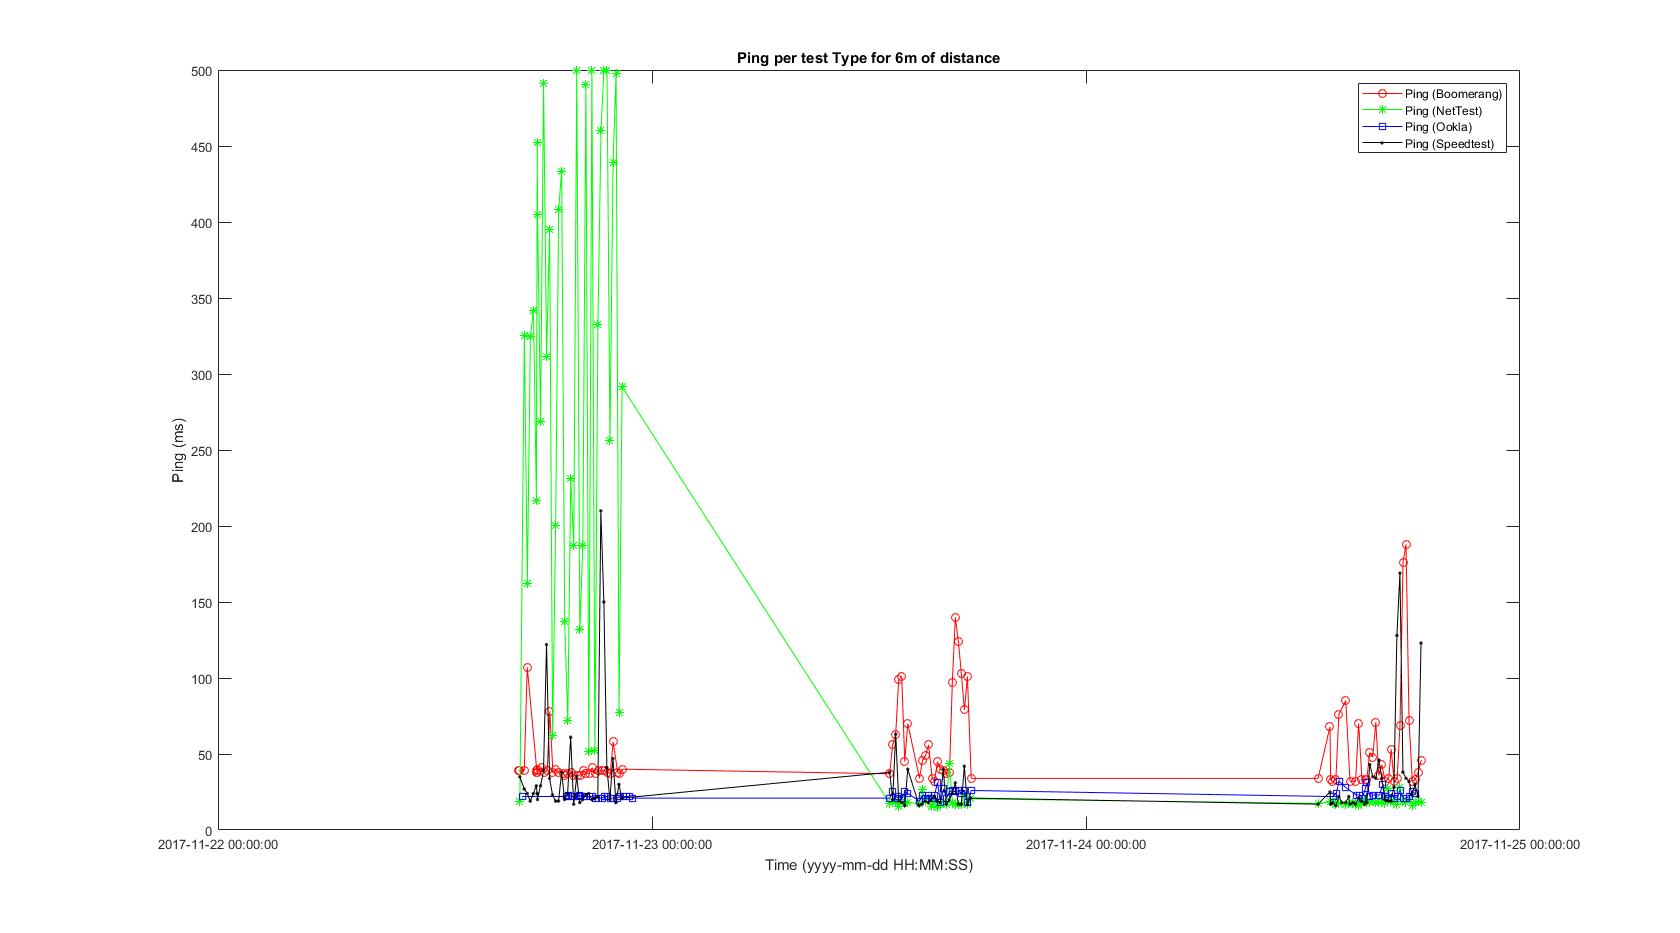 Ping per test Type for 6m of distance
500
450
400
350
300
250
200
150
100
50
0
Ping (ms)
Ping (Boomerang)
Ping (NetTest)
Ping (Ookla)
Ping (Speedtest)
2017-11-22 00:00:00
2017-11-23 00:00:00
2017-11-24 00:00:00
2017-11-25 00:00:00
Time (yyyy-mm-dd HH:MM:SS)